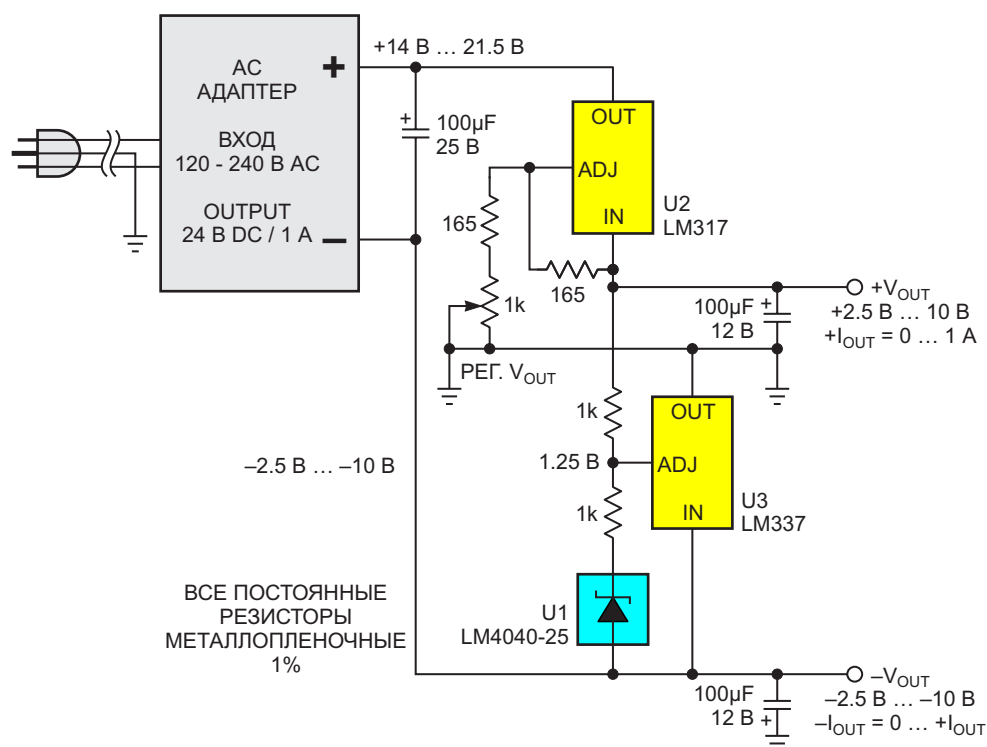 +14 В … 21.5 В
AC
АДАПТЕР
+
ВХОД
120 - 240 В AC
OUTPUT
24 В DC / 1 А
–
+
100µF
25 В
OUT
ADJ
IN
U2
LM317
165
165
1k
РЕГ. VOUT
100µF
+
12 В
+VOUT
+2.5 В … 10 В
+IOUT = 0 … 1 А
1k
1.25 В
1k
OUT
ADJ
IN
U3
LM337
–2.5 В … –10 В
ВСЕ ПОСТОЯННЫЕ
РЕЗИСТОРЫ
МЕТАЛЛОПЛЕНОЧНЫЕ
1%
U1
LM4040-25
100µF
12 В
+
–VOUT
–2.5 В … –10 В
–IOUT = 0 … +IOUT